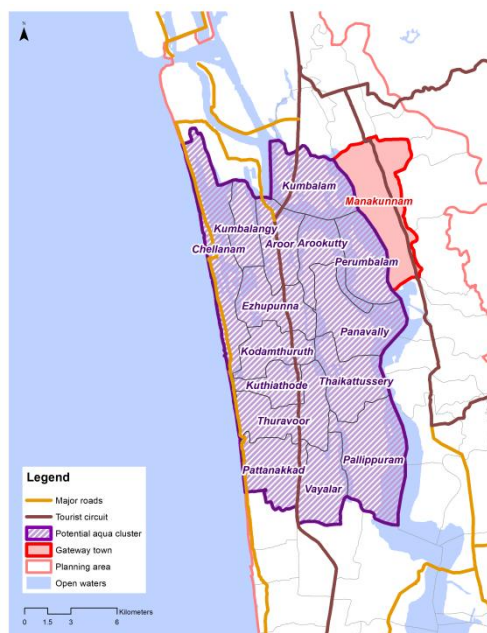 N
Kumbalam
Manakunnam
Kumbalangy
Aroor
Arookutty
Chellanam
Perumbalam
Ezhupunna
Panavally
Kodamthuruth
Kuthiathode
Thaikattussery
Thuravoor
Pattanakkad
Pallippuram
Vayalar
Legend
Major roads
Tourist circuit
Potential aqua cluster
Gateway town
Planning area
Open waters
Kilometers
0 1.5 3 6